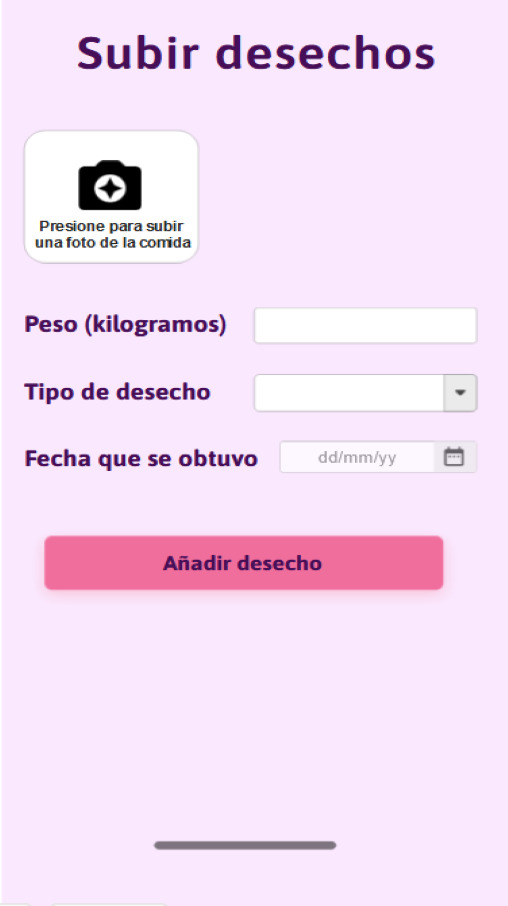 Subir desechos
Presione para subir
una foto de la comida
Peso (kilogramos)
Tipo de desecho
Fecha que se obtuvo
dd/mm/yy
Añadir desecho